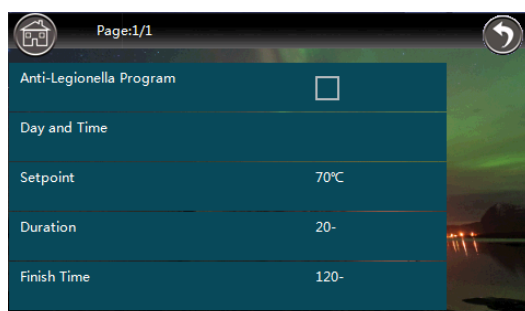 Page:1/1
Anti-Legionella Program
Day and Time
Setpoint 70℃
Duration 20-
Finish Time 120-